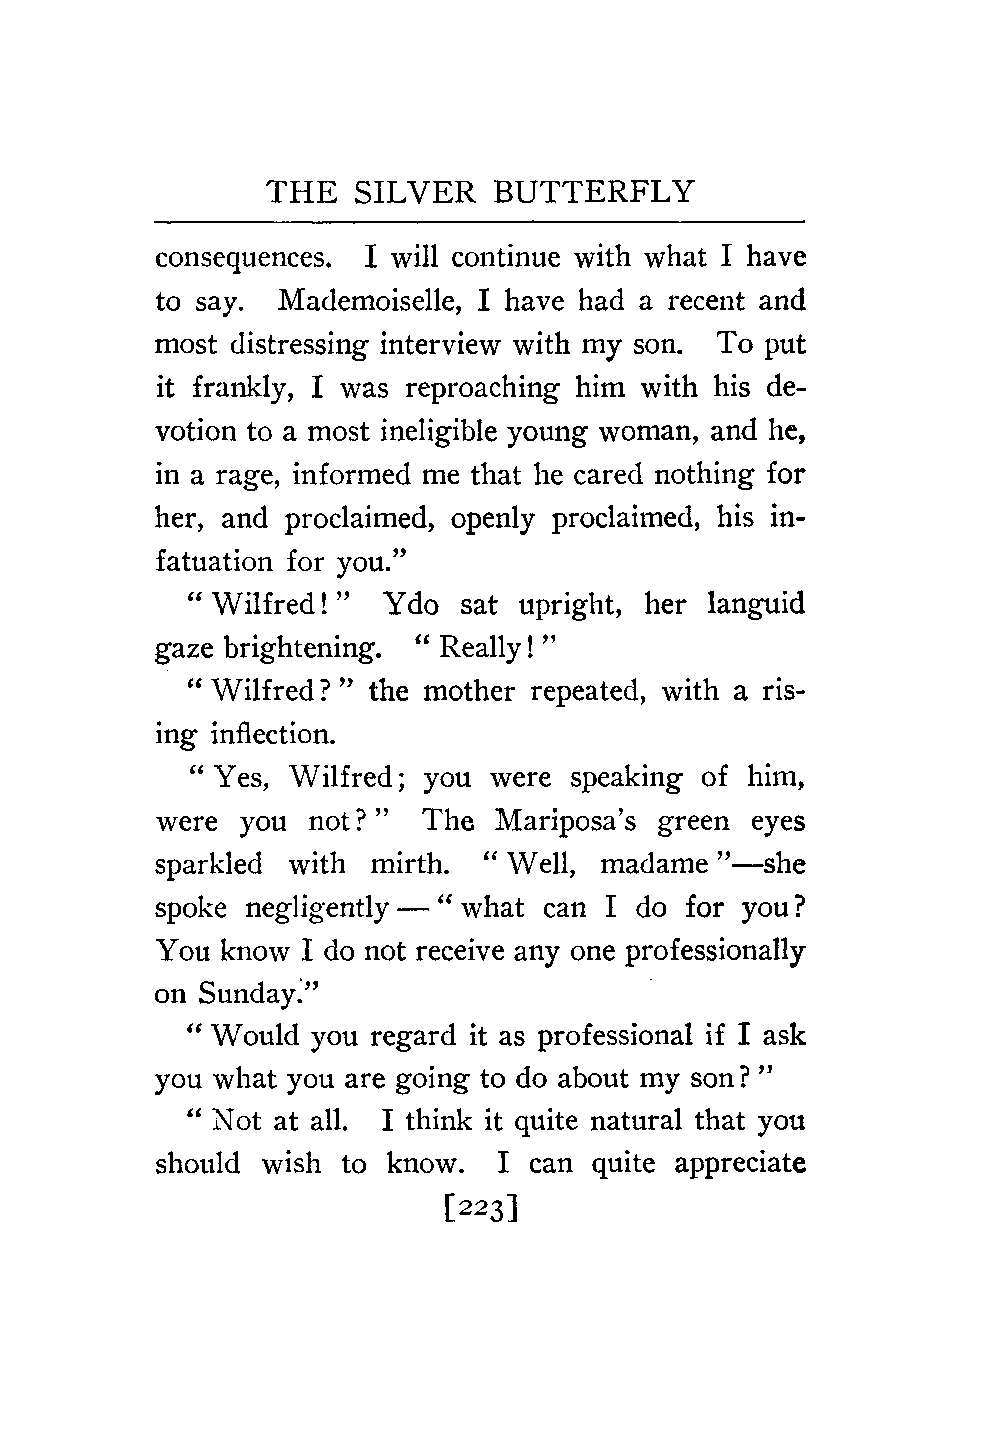 THE SILVER BUTTERFLY
consequences. I will continue with what I have
to say. Mademoiselle, I have had a recent and
most distressing interview with my son. To put
it frankly, I was reproaching him with his de-
votion to a most ineligible young woman, and he,
in a rage, informed me that he cared nothing for
her, and proclaimed, openly proclaimed, his in-
fatuation for you.”
“ Wilfred! ” Ydo sat upright, her languid
gaze brightening. “ Really! ”
“ Wilfred? ” the mother repeated, with a ris-
ing inflection.
“ Yes, Wilfred; you were speaking of him,
were you not? ” The Mariposa's green eyes
sparkled with mirth. “ Well, madame ”—she
spoke negligently — “ what can I do for you?
You know I do not receive any one professionally
on Sunday.”
“ Would you regard it as professional if I ask
you what you are going to do about my son? ”
“ Not at all. I think it quite natural that you
should wish to know. I can quite appreciate
[223]